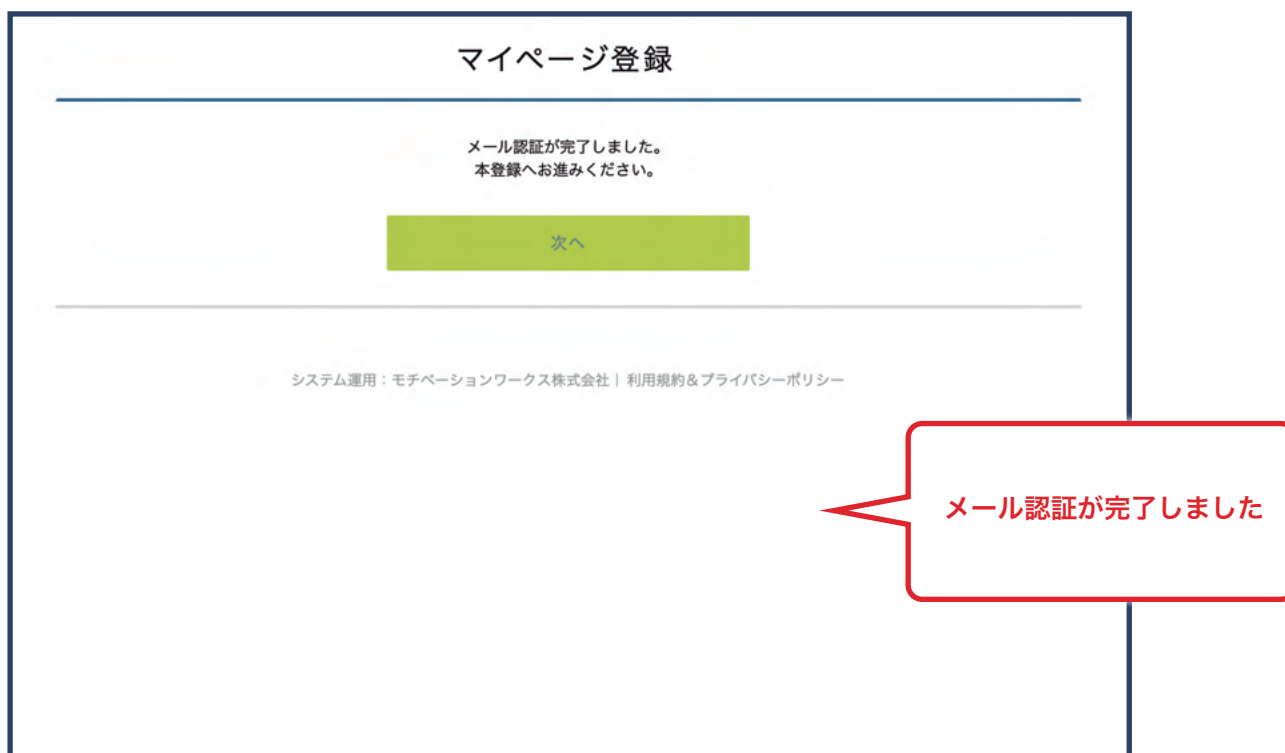 マイページ登録
メール認証が完了しました。
本登録へお進みください。
次へ
システム運用：モチベーションワークス株式会社｜利用規約＆プライバシーポリシー
メール認証が完了しました